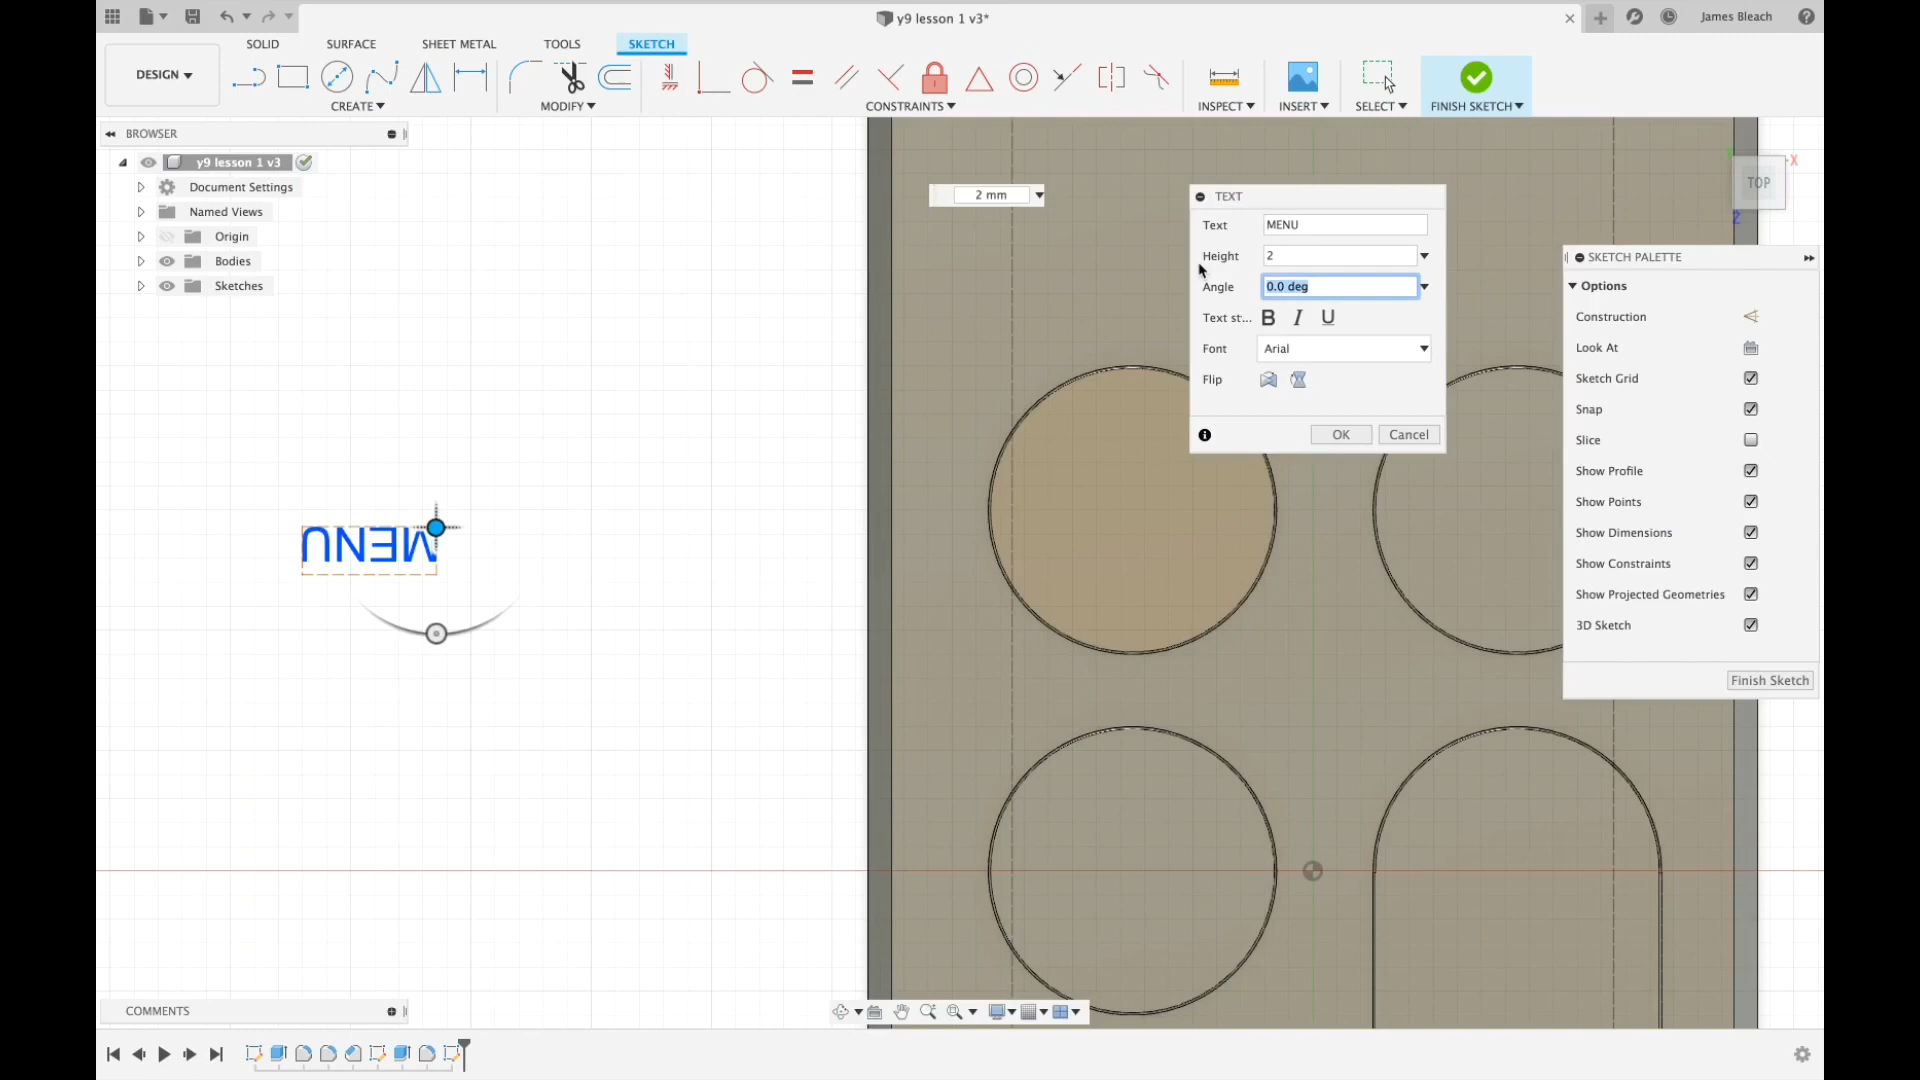 y9 lesson 1 v3*
James Bleach
SOLID
SURFACE
SHEET METAL
TOOLS
SKETCH
DESIGN
CREATE
MODIFY
CONSTRAINTS
INSPECT
INSERT
SELECT
FINISH SKETCH
BROWSER
y9 lesson 1 v3
Document Settings
Named Views
Origin
Bodies
Sketches
2 mm
TEXT
Text
MENU
Height
2
Angle
0.0 deg
Text st...
B I U
Font
Arial
Flip
OK
Cancel
X
TOP
Z
SKETCH PALETTE
Options
Construction
Look At
Sketch Grid
Snap
Slice
Show Profile
Show Points
Show Dimensions
Show Constraints
Show Projected Geometries
3D Sketch
Finish Sketch
MENU
COMMENTS